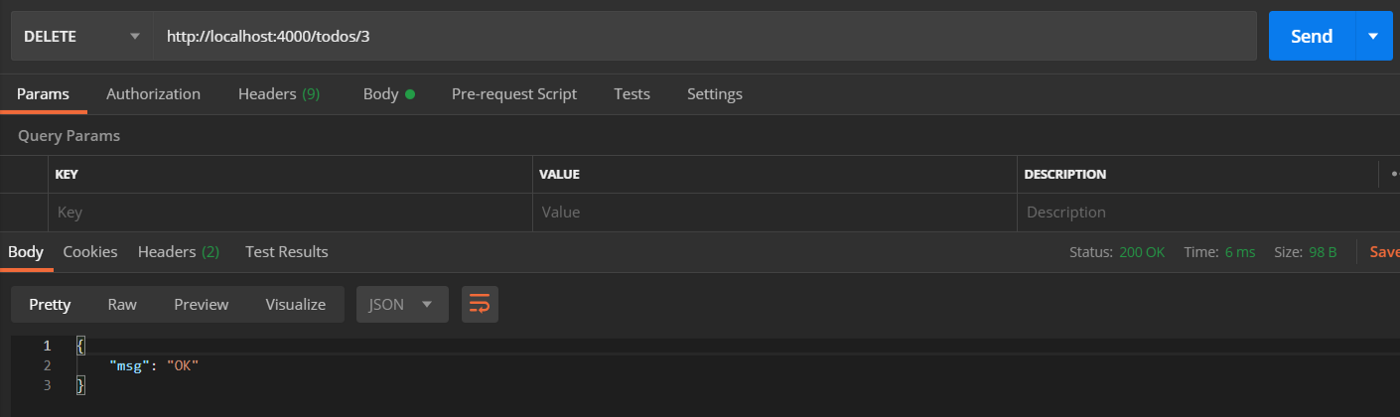 DELETE http://localhost:4000/todos/3 Send
Params Authorization Headers (9) Body Pre-request Script Tests Settings
Query Params
KEY VALUE DESCRIPTION
Key Value Description
Body Cookies Headers (2) Test Results Status: 200 OK Time: 6 ms Size: 98 B Save
Pretty Raw Preview Visualize JSON
1 {
2 "msg": "OK"
3 }